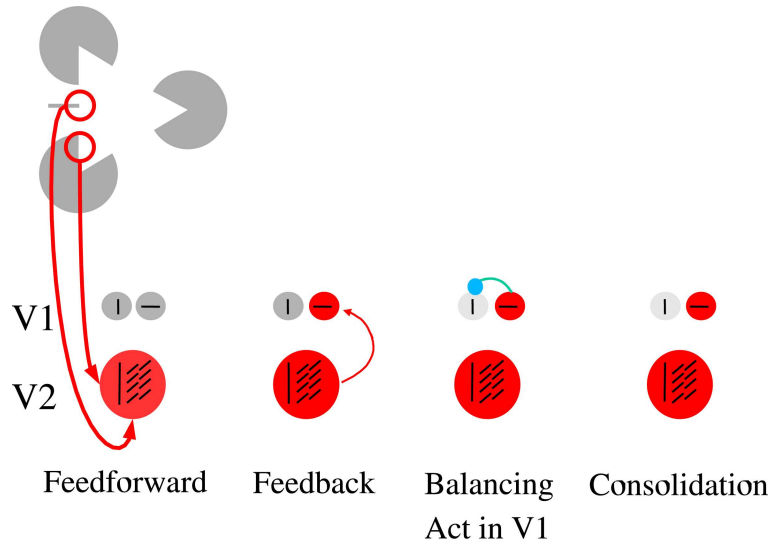 V1
V2
Feedforward
Feedback
Balancing
Act in V1
Consolidation